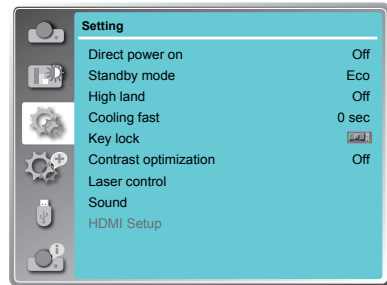 Setting
Direct power on Off
Standby mode Eco
High land Off
Cooling fast 0 sec
Key lock
Contrast optimization Off
Laser control
Sound
HDMI Setup